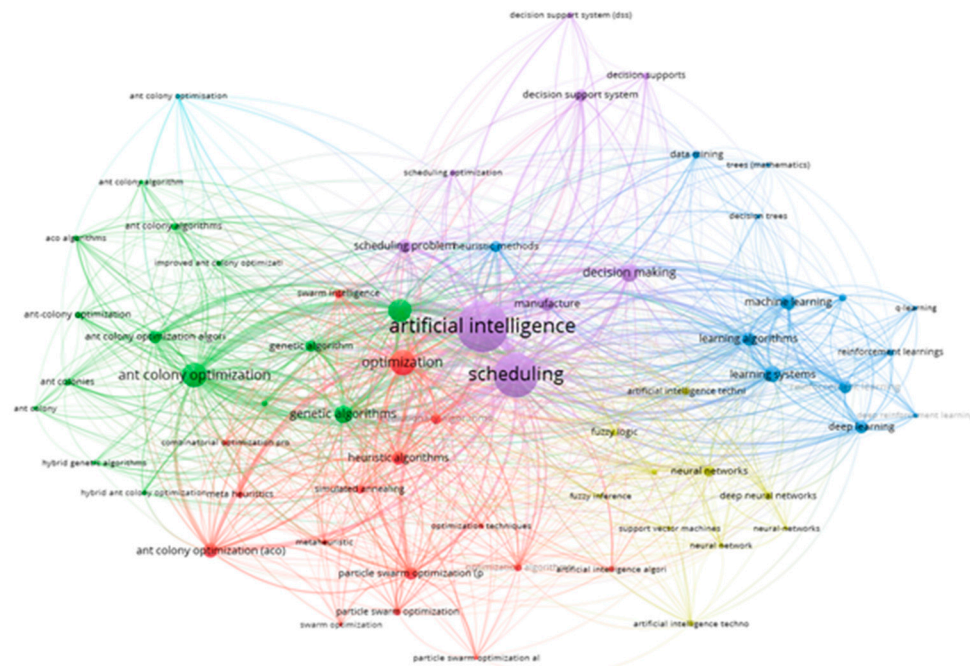 decision support system (dss)
decision supports
decision support system
ant colony optimisation
data mining
trees (mathematics)
scheduling optimization
ant colony algorithm
decision trees
ant colony algorithms
aco algorithms
scheduling problem
heuristic methods
improved ant colony optimizati
decision making
swarm intelligence
manufacture
machine learning
q-learning
ant-colony optimization
artificial intelligence
ant colony optimization algori
genetic algorithm
learning algorithms
reinforcement learnings
optimization
ant colony optimization
scheduling
learning systems
ant colonies
artificial intelligence techni
ant colony
genetic algorithms
deep reinforcement learnin
deep learning
fuzzy logic
combinatorial optimization pro
heuristic algorithms
hybrid genetic algorithms
neural networks
hybrid ant colony optimization
meta heuristics
simulated annealing
fuzzy inference
deep neural networks
optimization techniques
support vector machines
neural-networks
metaheuristic
neural network
ant colony optimization (aco)
particle swarm optimization (p
artificial intelligence algori
particle swarm optimization
swarm optimization
artificial intelligence techno
particle swarm optimization al